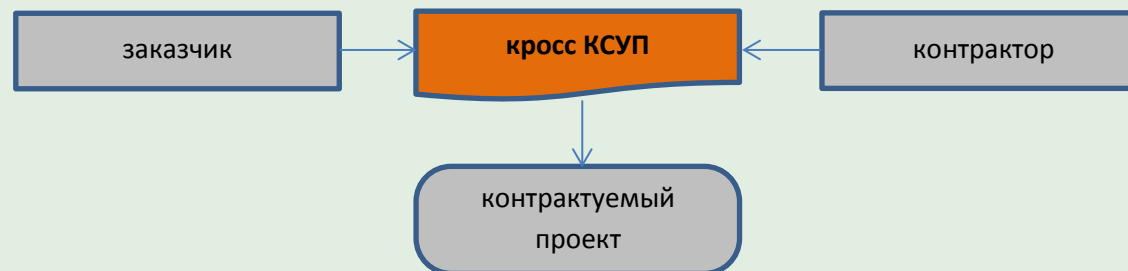 заказчик
кросс КСУП
контрактор
контрактуемый
проект